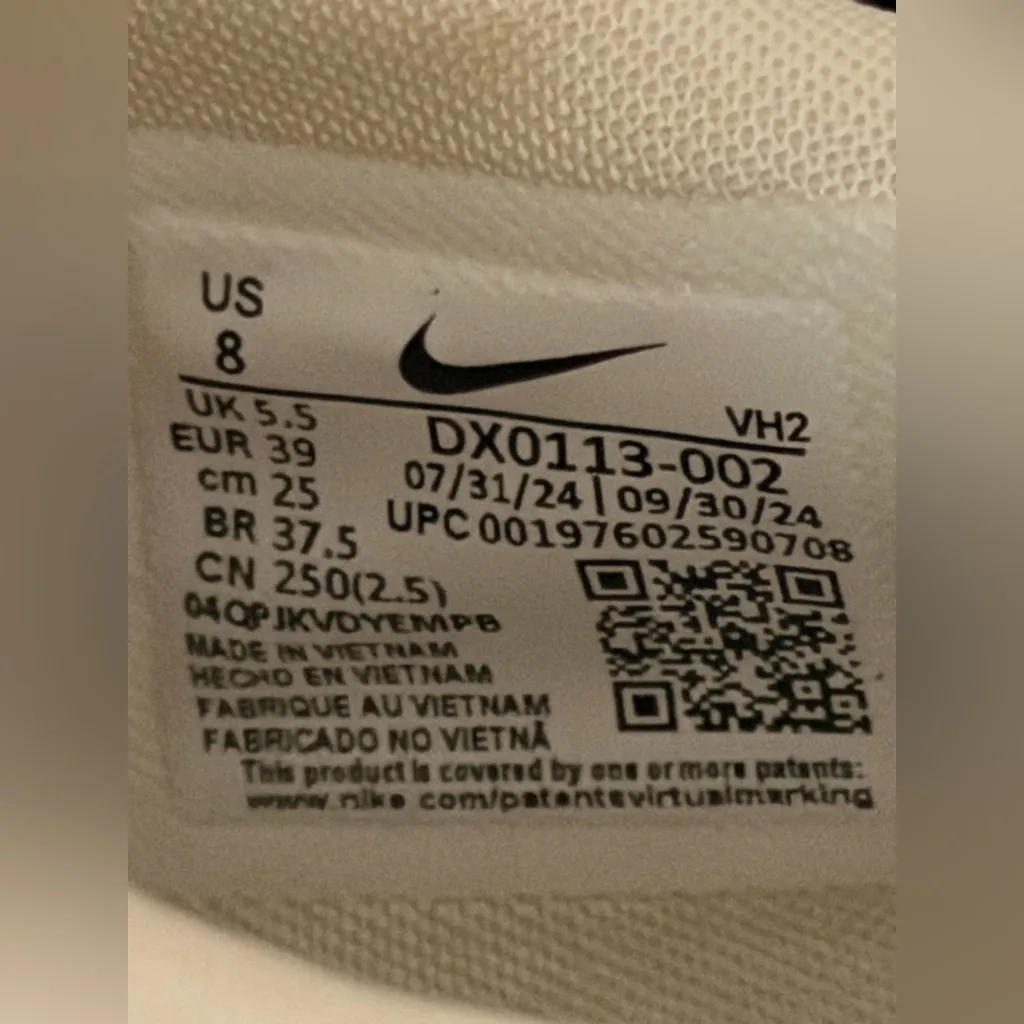 US
8
VH2
UK 5.5
EUR 39
cm 25
BR 37.5
CN 250(2.5)
DX0113-002
07/31/24 | 09/30/24
UPC 00197602590708
04QPJKVDYEMPB
MADE IN VIETNAM
HECHO EN VIETNAM
FABRIQUE AU VIETNAM
FABRICADO NO VIETNÃ
This product is covered by one or more patents:
www.nike.com/patentsvirtualmarking